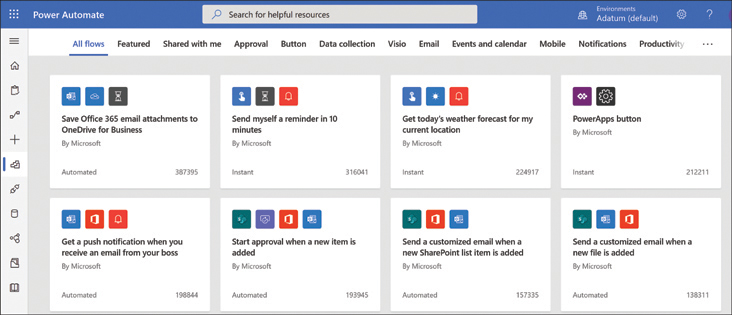 Power Automate
Search for helpful resources
Environments
Adatum (default)
All flows Featured Shared with me Approval Button Data collection Visio Email Events and calendar Mobile Notifications Productivity
Save Office 365 email attachments to
OneDrive for Business
By Microsoft
Automated 387395
Send myself a reminder in 10
minutes
By Microsoft
Instant 316041
Get today's weather forecast for my
current location
By Microsoft
Instant 224917
PowerApps button
By Microsoft
Instant 212211
Get a push notification when you
receive an email from your boss
By Microsoft
Automated 198844
Start approval when a new item is
added
By Microsoft
Automated 193945
Send a customized email when a
new SharePoint list item is added
By Microsoft
Automated 157335
Send a customized email when a
new file is added
By Microsoft
Automated 138311